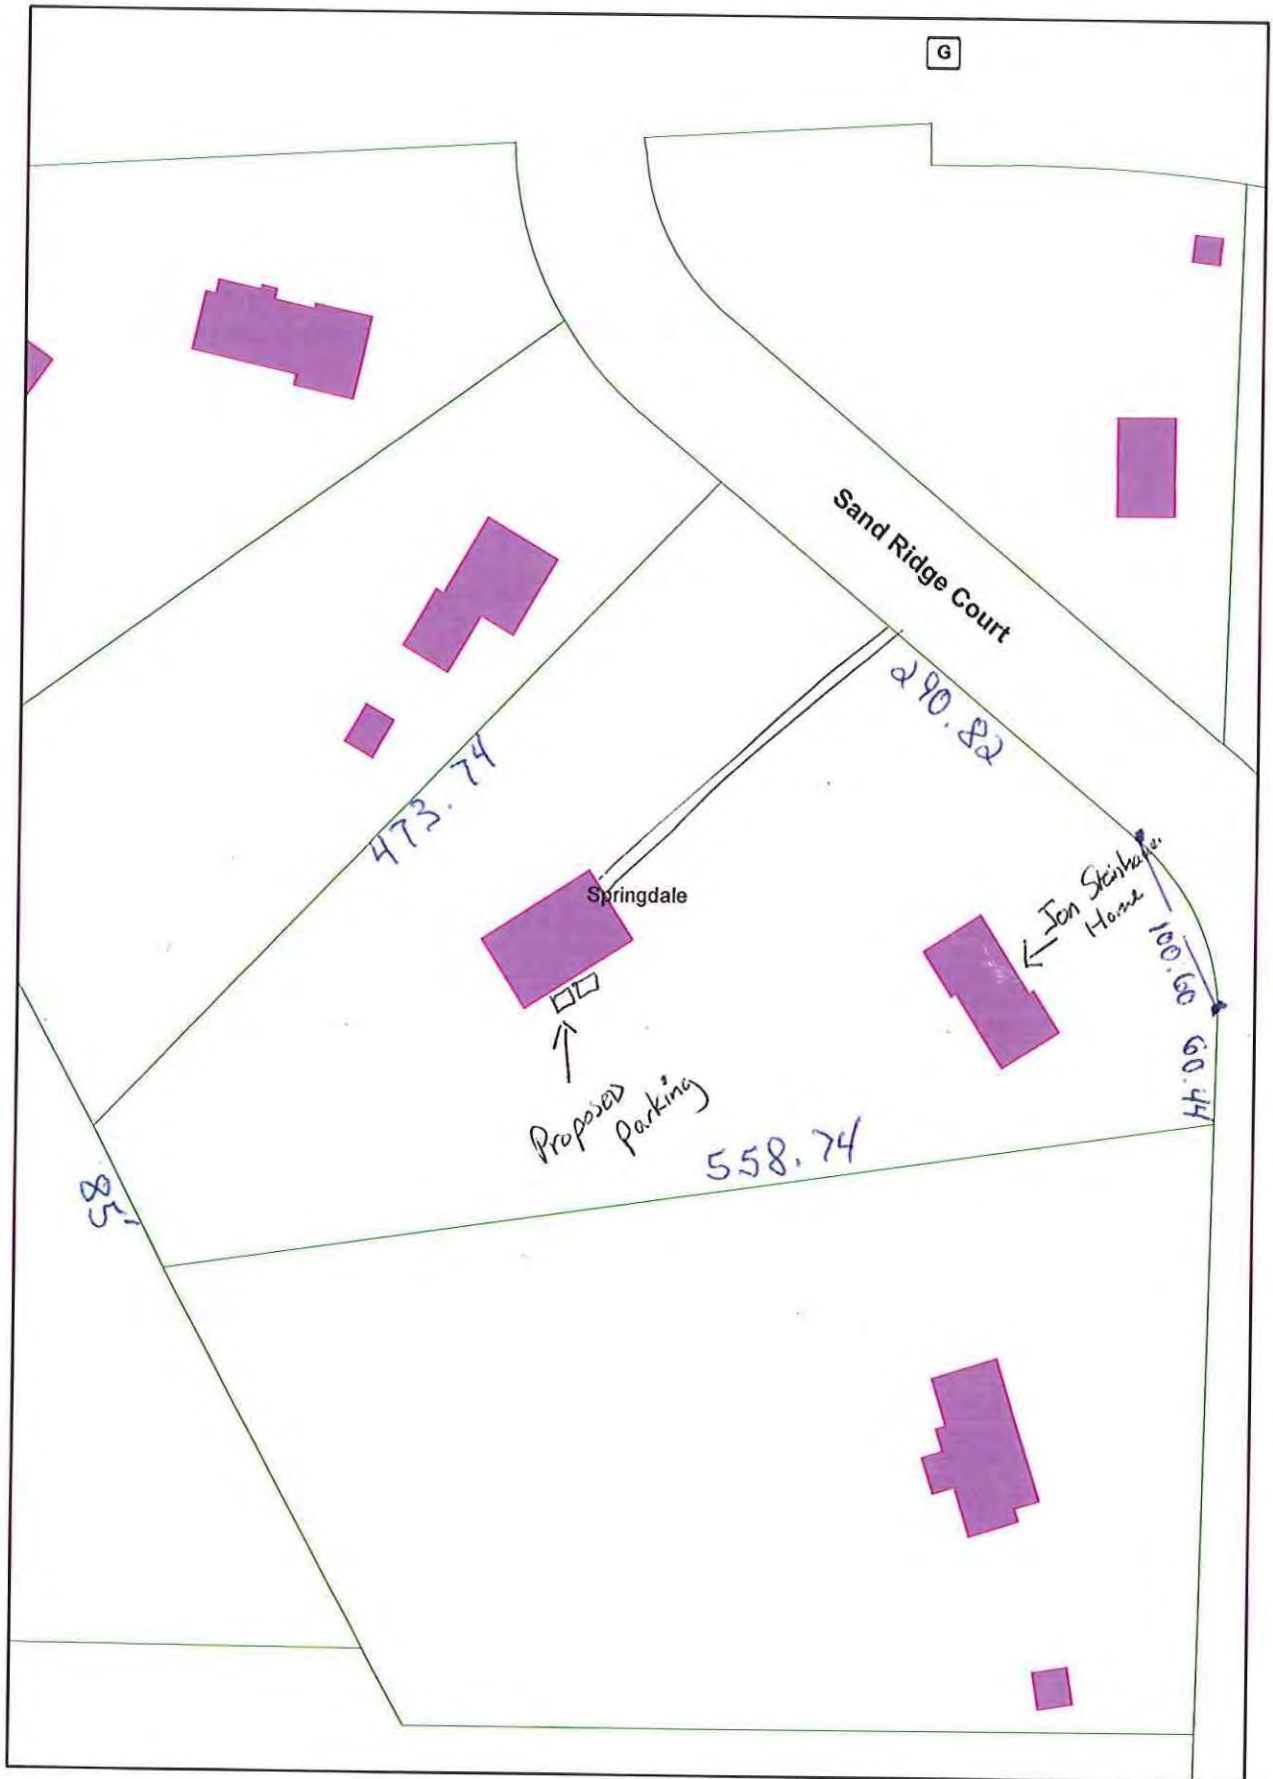 G
Sand Ridge Court
290.82
473.74
Springdale
Jon
Home
100.60
60.44
Proposed
parking
558.74
85'